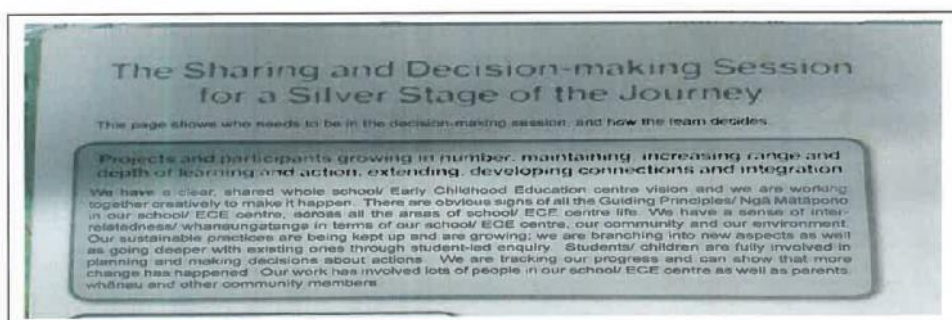 The Sharing and Decision-making Session
for a Silver Stage of the Journey
This page shows who needs to be in the decision-making session, and how the team decides.
Projects and participants growing in number, maintaining, increasing range and
depth of learning and action, extending, developing connections and integration
We have a clear, shared whole school/ Early Childhood Education centre vision and we are working
together creatively to make it happen. There are obvious signs of all the Guiding Principles/ Ngā Mātāpono
in our school/ ECE centre, across all the areas of school/ ECE centre life. We have a sense of inter-
relatedness/ whanaungatanga in terms of our school/ ECE centre, our community and our environment.
Our sustainable practices are being kept up and are growing; we are branching into new aspects as well
as going deeper with existing ones through student-led enquiry. Students/ children are fully involved in
planning and making decisions about actions. We are tracking our progress and can show that more
change has happened. Our work has involved lots of people in our school/ ECE centre as well as parents,
whānau and other community members.